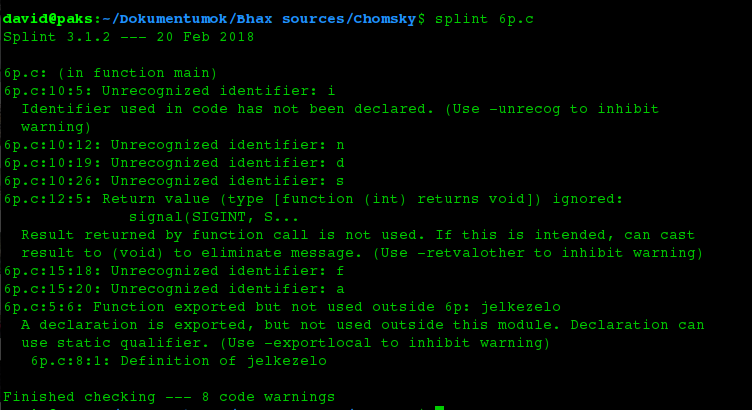 david@paks:~/Dokumentumok/Bhax sources/Chomsky$ splint 6p.c
Splint 3.1.2 --- 20 Feb 2018
6p.c: (in function main)
6p.c:10:5: Unrecognized identifier: i
Identifier used in code has not been declared. (Use -unrecog to inhibit
warning)
6p.c:10:12: Unrecognized identifier: n
6p.c:10:19: Unrecognized identifier: d
6p.c:10:26: Unrecognized identifier: s
6p.c:12:5: Return value (type [function (int) returns void]) ignored:
signal(SIGINT, S...
Result returned by function call is not used. If this is intended, can cast
result to (void) to eliminate message. (Use -retvalother to inhibit warning)
6p.c:15:18: Unrecognized identifier: f
6p.c:15:20: Unrecognized identifier: a
6p.c:5:6: Function exported but not used outside 6p: jelkezelo
A declaration is exported, but not used outside this module. Declaration can
use static qualifier. (Use -exportlocal to inhibit warning)
6p.c:8:1: Definition of jelkezelo
Finished checking --- 8 code warnings